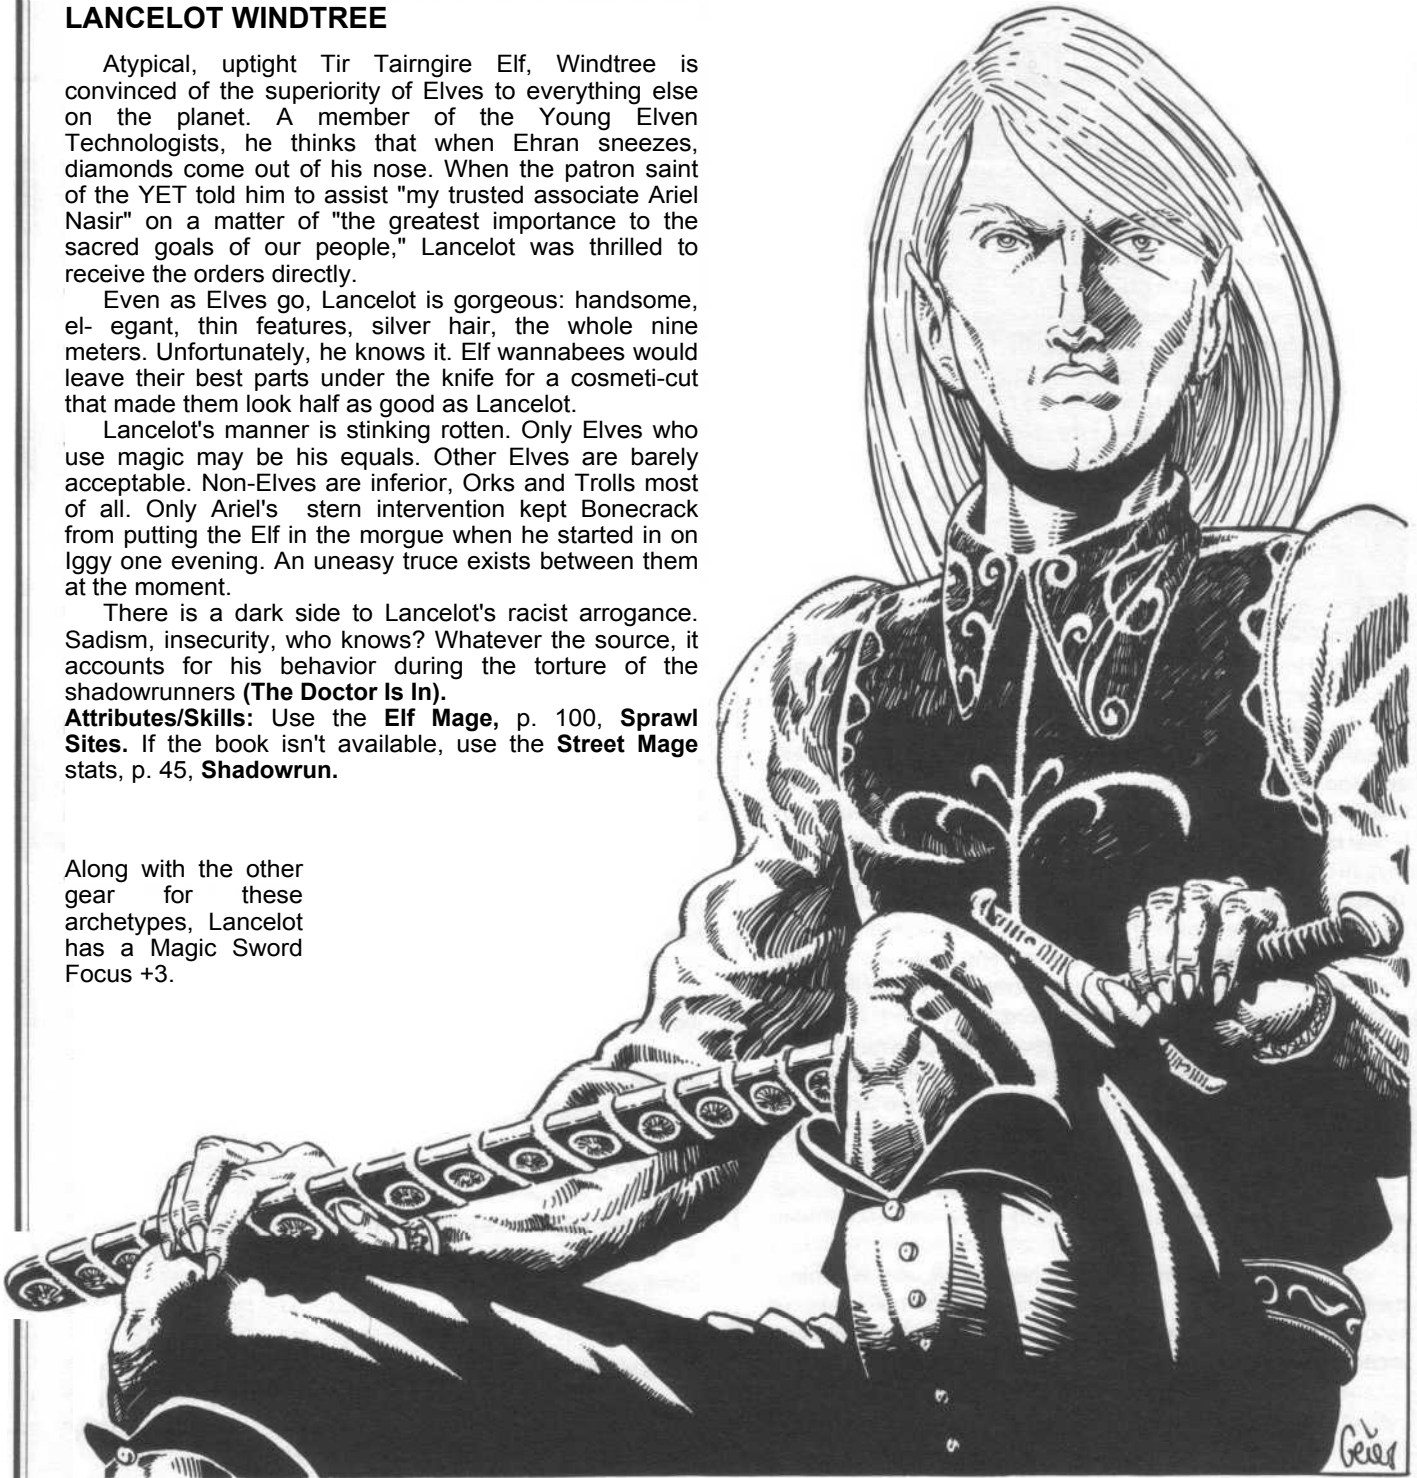 LANCELOT WINDTREE
Atypical, uptight Tir Tairngire Elf, Windtree is
convinced of the superiority of Elves to everything else
on the planet. A member of the Young Elven
Technologists, he thinks that when Ehran sneezes,
diamonds come out of his nose. When the patron saint
of the YET told him to assist "my trusted associate Ariel
Nasir" on a matter of "the greatest importance to the
sacred goals of our people," Lancelot was thrilled to
receive the orders directly.
Even as Elves go, Lancelot is gorgeous: handsome,
el- egant, thin features, silver hair, the whole nine
meters. Unfortunately, he knows it. Elf wannabees would
leave their best parts under the knife for a cosmeti-cut
that made them look half as good as Lancelot.
Lancelot's manner is stinking rotten. Only Elves who
use magic may be his equals. Other Elves are barely
acceptable. Non-Elves are inferior, Orks and Trolls most
of all. Only Ariel's stern intervention kept Bonecrack
from putting the Elf in the morgue when he started in on
Iggy one evening. An uneasy truce exists between them
at the moment.
There is a dark side to Lancelot's racist arrogance.
Sadism, insecurity, who knows? Whatever the source, it
accounts for his behavior during the torture of the
shadowrunners (The Doctor Is In).
Attributes/Skills: Use the Elf Mage, p. 100, Sprawl
Sites. If the book isn't available, use the Street Mage
stats, p. 45, Shadowrun.
Along with the other
gear for these
archetypes, Lancelot
has a Magic Sword
Focus +3.